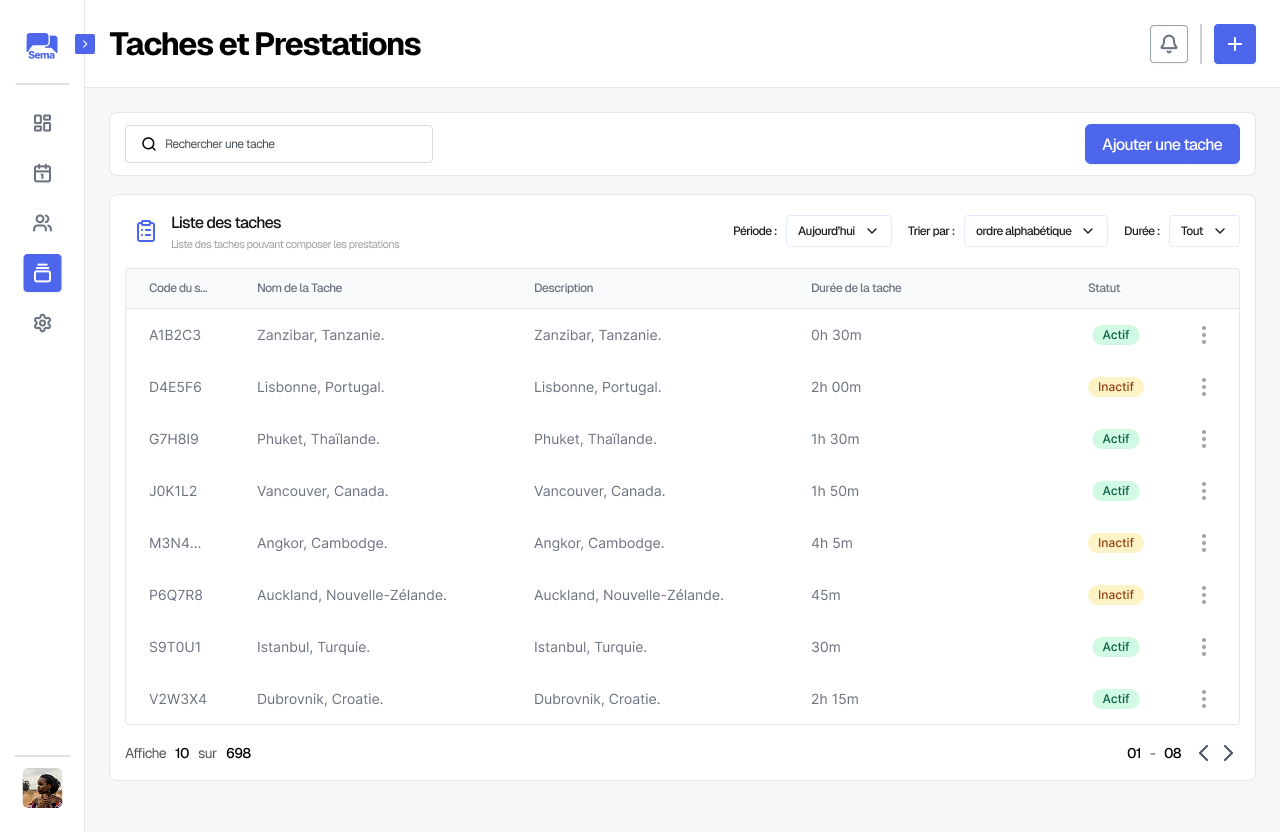 Sema
Taches et Prestations
Rechercher une tache
Ajouter une tache
Liste des taches
Liste des taches pouvant composer les prestations
Période : Aujourd'hui Trier par : ordre alphabétique Durée : Tout
Code du s... Nom de la Tache Description Durée de la tache Statut
A1B2C3 Zanzibar, Tanzanie. Zanzibar, Tanzanie. 0h 30m Actif
D4E5F6 Lisbonne, Portugal. Lisbonne, Portugal. 2h 00m Inactif
G7H8I9 Phuket, Thaïlande. Phuket, Thaïlande. 1h 30m Actif
J0K1L2 Vancouver, Canada. Vancouver, Canada. 1h 50m Actif
M3N4... Angkor, Cambodge. Angkor, Cambodge. 4h 5m Inactif
P6Q7R8 Auckland, Nouvelle-Zélande. Auckland, Nouvelle-Zélande. 45m Inactif
S9T0U1 Istanbul, Turquie. Istanbul, Turquie. 30m Actif
V2W3X4 Dubrovnik, Croatie. Dubrovnik, Croatie. 2h 15m Actif
Affiche 10 sur 698 01 - 08